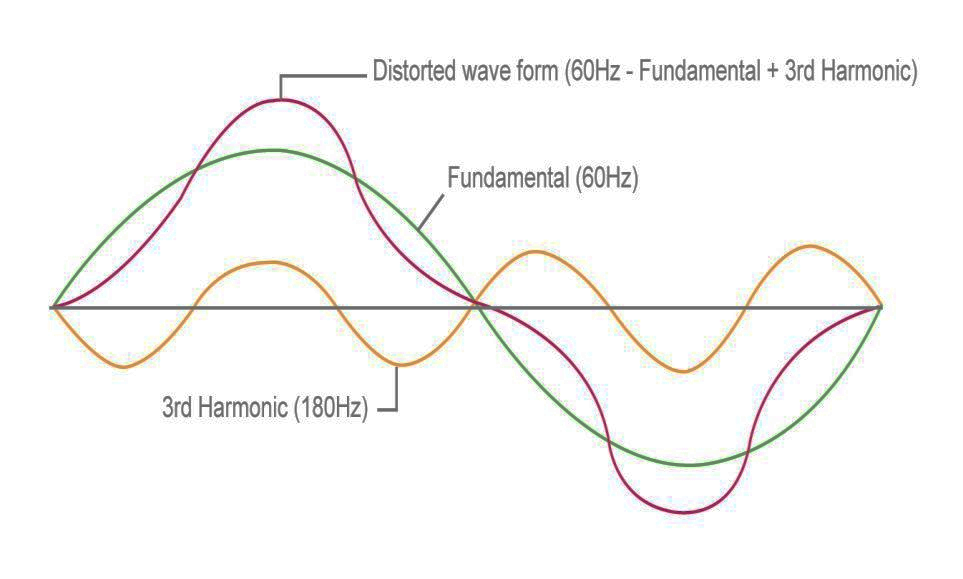 Distorted wave form (60Hz - Fundamental + 3rd Harmonic)
Fundamental (60Hz)
3rd Harmonic (180Hz)